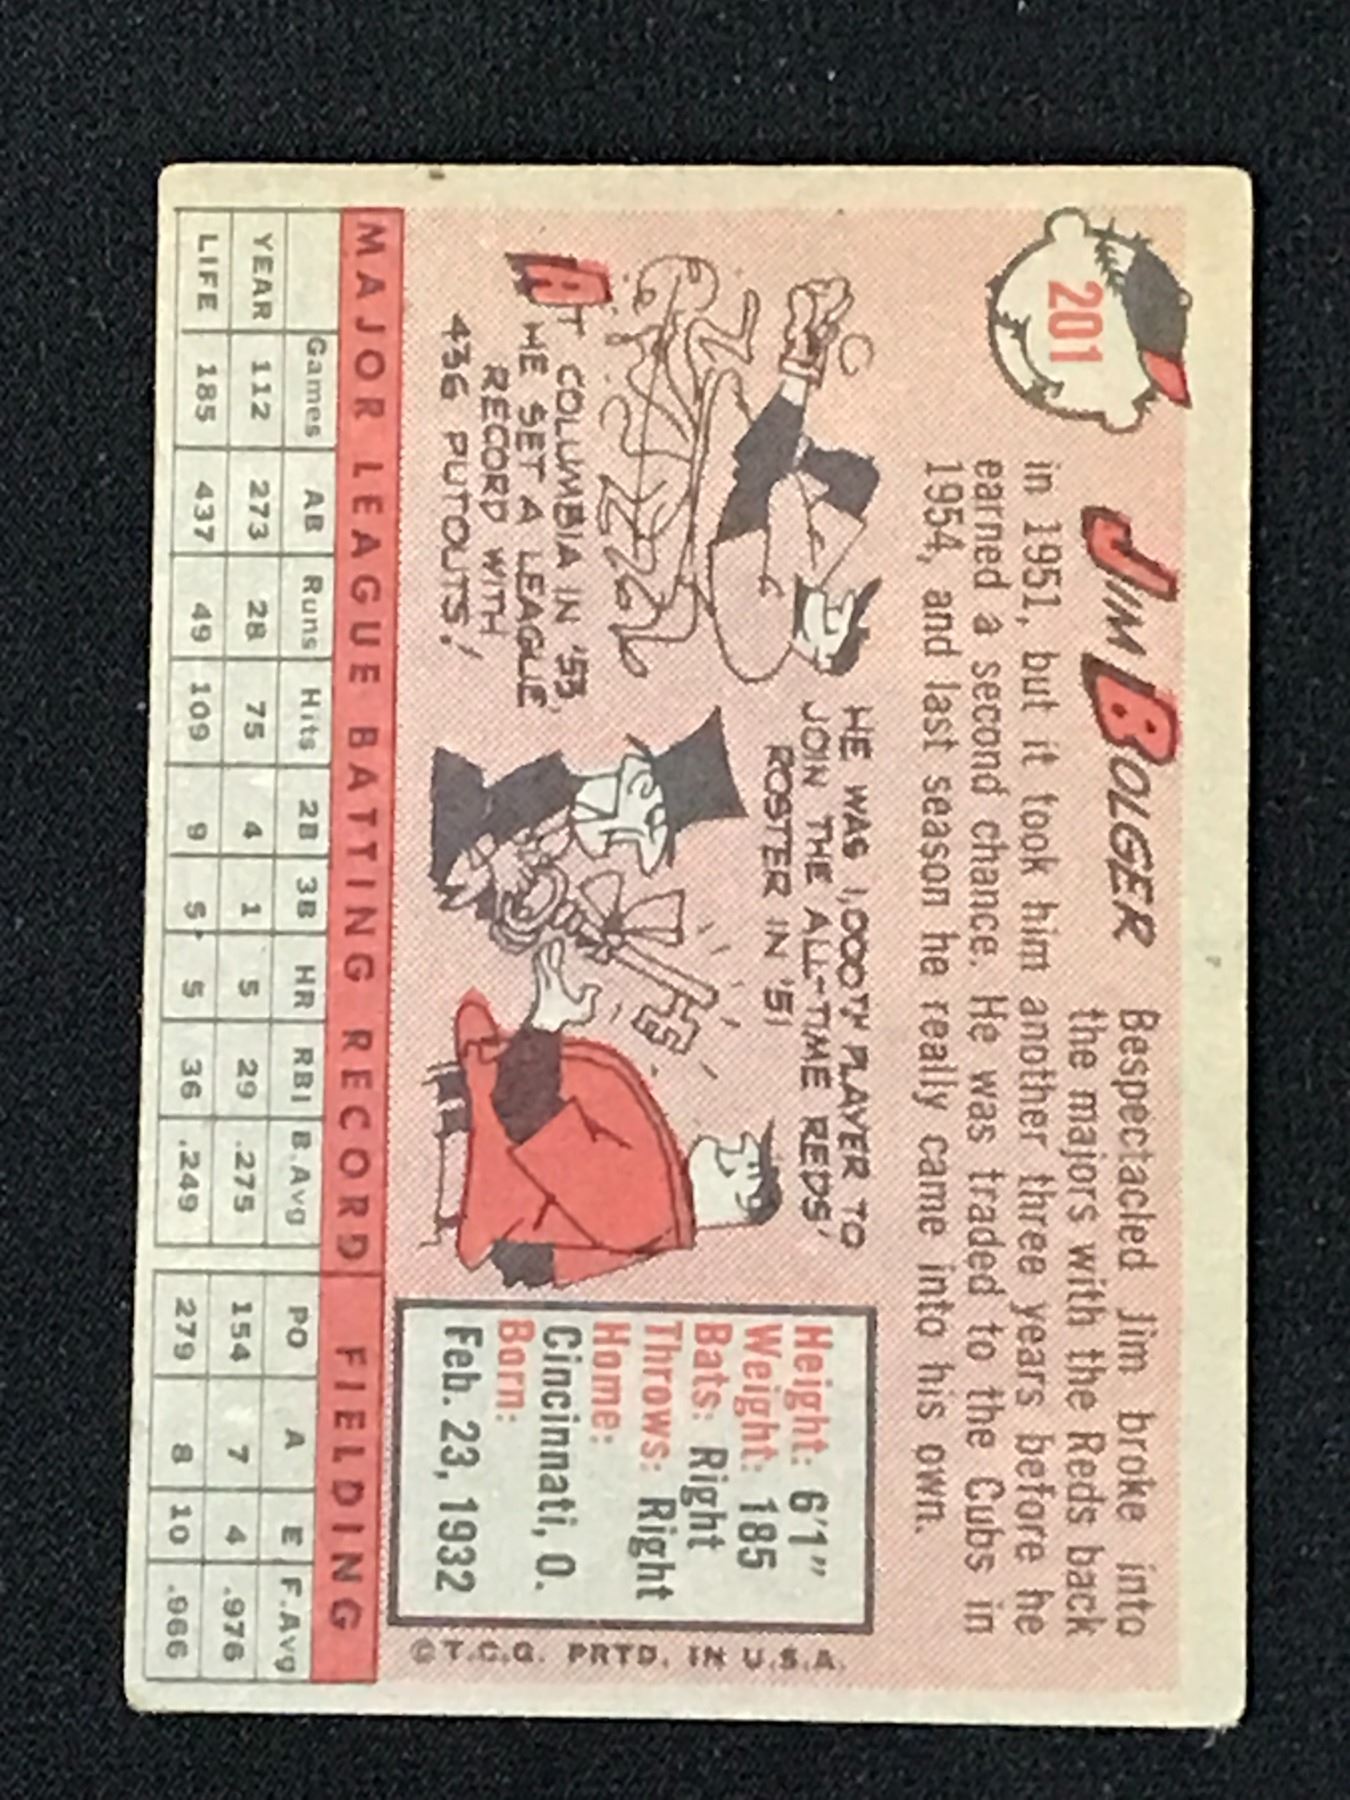 201
JIM BOLGER
Bespectacled Jim broke into
the majors with the Reds back
in 1951, but it took him another three years before he
earned a second chance. He was traded to the Cubs in
1954, and last season he really came into his own.
HE WAS 1,000TH PLAYER TO
JOIN THE ALL-TIME REDS'
ROSTER IN '51
AT COLUMBIA IN '53,
HE SET A LEAGUE
RECORD WITH
436 PUTOUTS!
Height: 6'1"
Weight: 185
Bats: Right
Throws: Right
Home:
Cincinnati, O.
Born:
Feb. 23, 1932
©T.C.G. PRTD. IN U.S.A.
MAJOR LEAGUE BATTING RECORD FIELDING
Games AB Runs Hits 2B 3B HR RBI B.Avg PO A E F.Avg
YEAR 112 273 28 75 4 1 5 29 .275 154 7 4 .976
LIFE 185 437 49 109 9 5 5 36 .249 279 8 10 .966